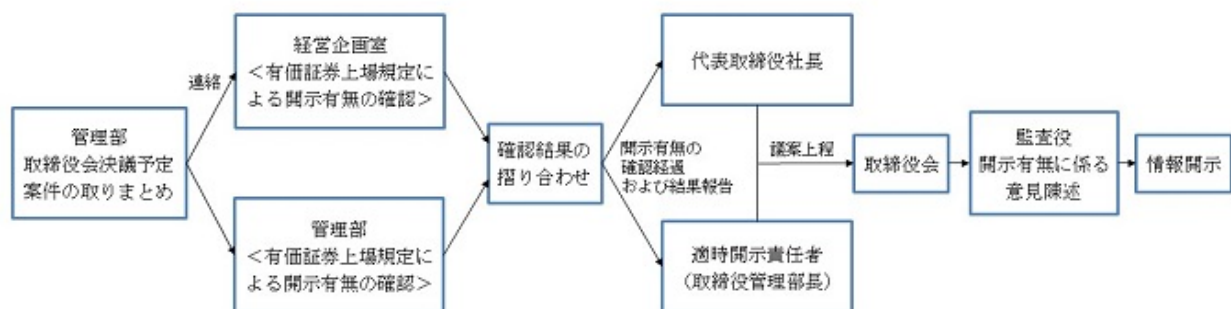 管理部
取締役会決議予定
案件の取りまとめ
連絡
経営企画室
＜有価証券上場規定に
よる開示有無の確認＞
管理部
＜有価証券上場規定に
よる開示有無の確認＞
確認結果の
摺り合わせ
開示有無の
確認経過
および結果報告
代表取締役社長
適時開示責任者
（取締役管理部長）
議案上程
取締役会
監査役
開示有無に係る
意見陳述
情報開示